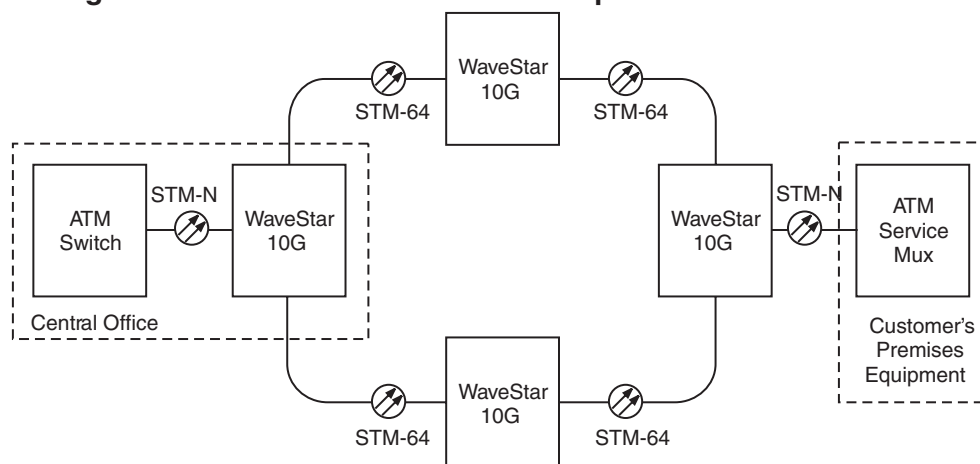 WaveStar
10G
STM-64
STM-64
STM-N
ATM
Switch
WaveStar
10G
Central Office
WaveStar
10G
STM-N
ATM
Service
Mux
Customer's
Premises
Equipment
WaveStar
10G
STM-64
STM-64